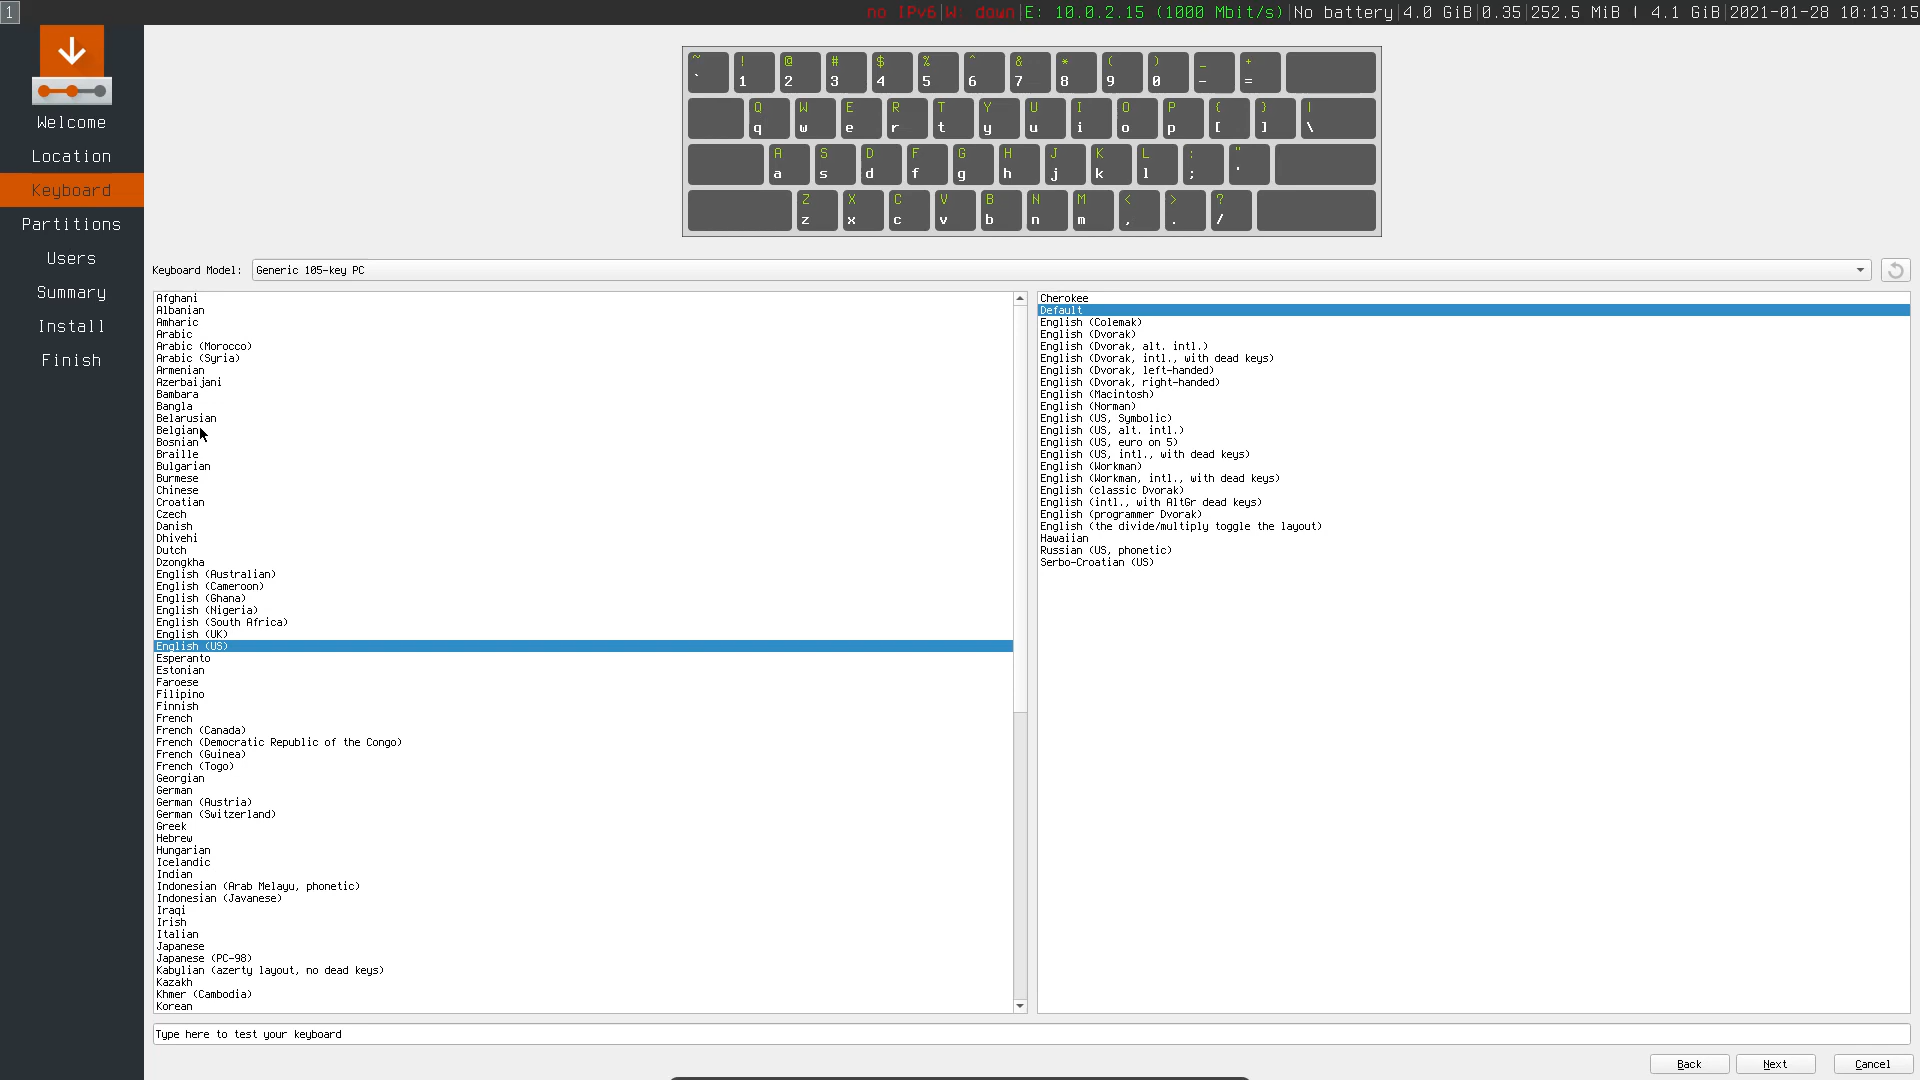 1
no IPv6|W: down|E: 10.0.2.15 (1000 Mbit/s)|No battery|4.0 GiB|0.35|252.5 MiB | 4.1 GiB|2021-01-28 10:13:15
Welcome
Location
Keyboard
Partitions
Users
Summary
Install
Finish
~ ! @ # $ % ^ & * ( ) _ +
` 1 2 3 4 5 6 7 8 9 0 - =
Q W E R T Y U I O P { } |
q w e r t y u i o p [ ] \
A S D F G H J K L : "
a s d f g h j k l ; '
Z X C V B N M < > ?
z x c v b n m , . /
Keyboard Model: Generic 105-key PC
Afghani
Albanian
Amharic
Arabic
Arabic (Morocco)
Arabic (Syria)
Armenian
Azerbaijani
Bambara
Bangla
Belarusian
Belgian
Bosnian
Braille
Bulgarian
Burmese
Chinese
Croatian
Czech
Danish
Dhivehi
Dutch
Dzongkha
English (Australian)
English (Cameroon)
English (Ghana)
English (Nigeria)
English (South Africa)
English (UK)
English (US)
Esperanto
Estonian
Faroese
Filipino
Finnish
French
French (Canada)
French (Democratic Republic of the Congo)
French (Guinea)
French (Togo)
Georgian
German
German (Austria)
German (Switzerland)
Greek
Hebrew
Hungarian
Icelandic
Indian
Indonesian (Arab Melayu, phonetic)
Indonesian (Javanese)
Iraqi
Irish
Italian
Japanese
Japanese (PC-98)
Kabylian (azerty layout, no dead keys)
Kazakh
Khmer (Cambodia)
Korean
Cherokee
Default
English (Colemak)
English (Dvorak)
English (Dvorak, alt. intl.)
English (Dvorak, intl., with dead keys)
English (Dvorak, left-handed)
English (Dvorak, right-handed)
English (Macintosh)
English (Norman)
English (US, Symbolic)
English (US, alt. intl.)
English (US, euro on 5)
English (US, intl., with dead keys)
English (Workman)
English (Workman, intl., with dead keys)
English (classic Dvorak)
English (intl., with AltGr dead keys)
English (programmer Dvorak)
English (the divide/multiply toggle the layout)
Hawaiian
Russian (US, phonetic)
Serbo-Croatian (US)
Type here to test your keyboard
Back
Next
Cancel